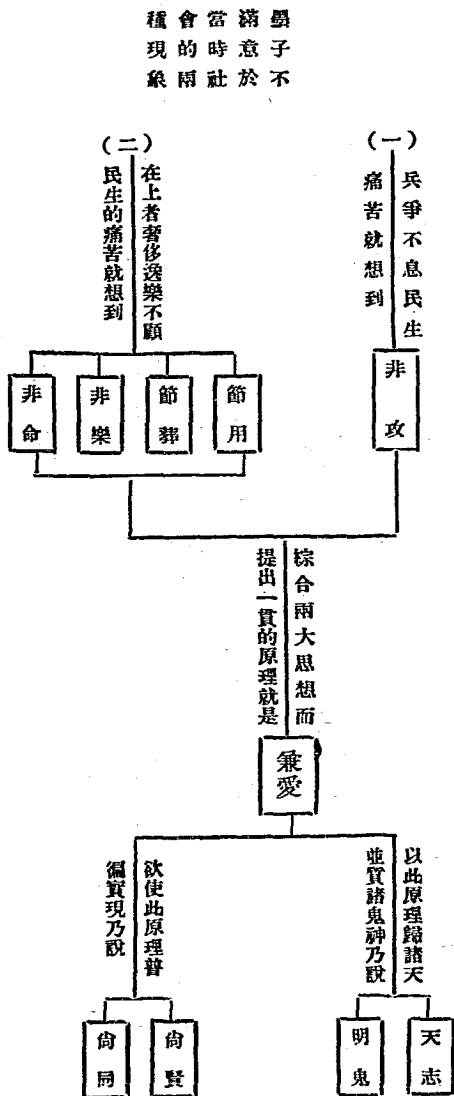 墨子不
滿意於
當時社
會的兩
種現象
(一)
兵爭不息民生
痛苦就想到
非攻
(二)
在上者奢侈逸樂不顧
民生的痛苦就想到
節用
節葬
非樂
非命
綜合兩大思想而
提出一貫的原理就是
兼愛
以此原理歸諸天
並質諸鬼神乃說
天志
明鬼
欲使此原理普
徧實現乃說
尙賢
尙同